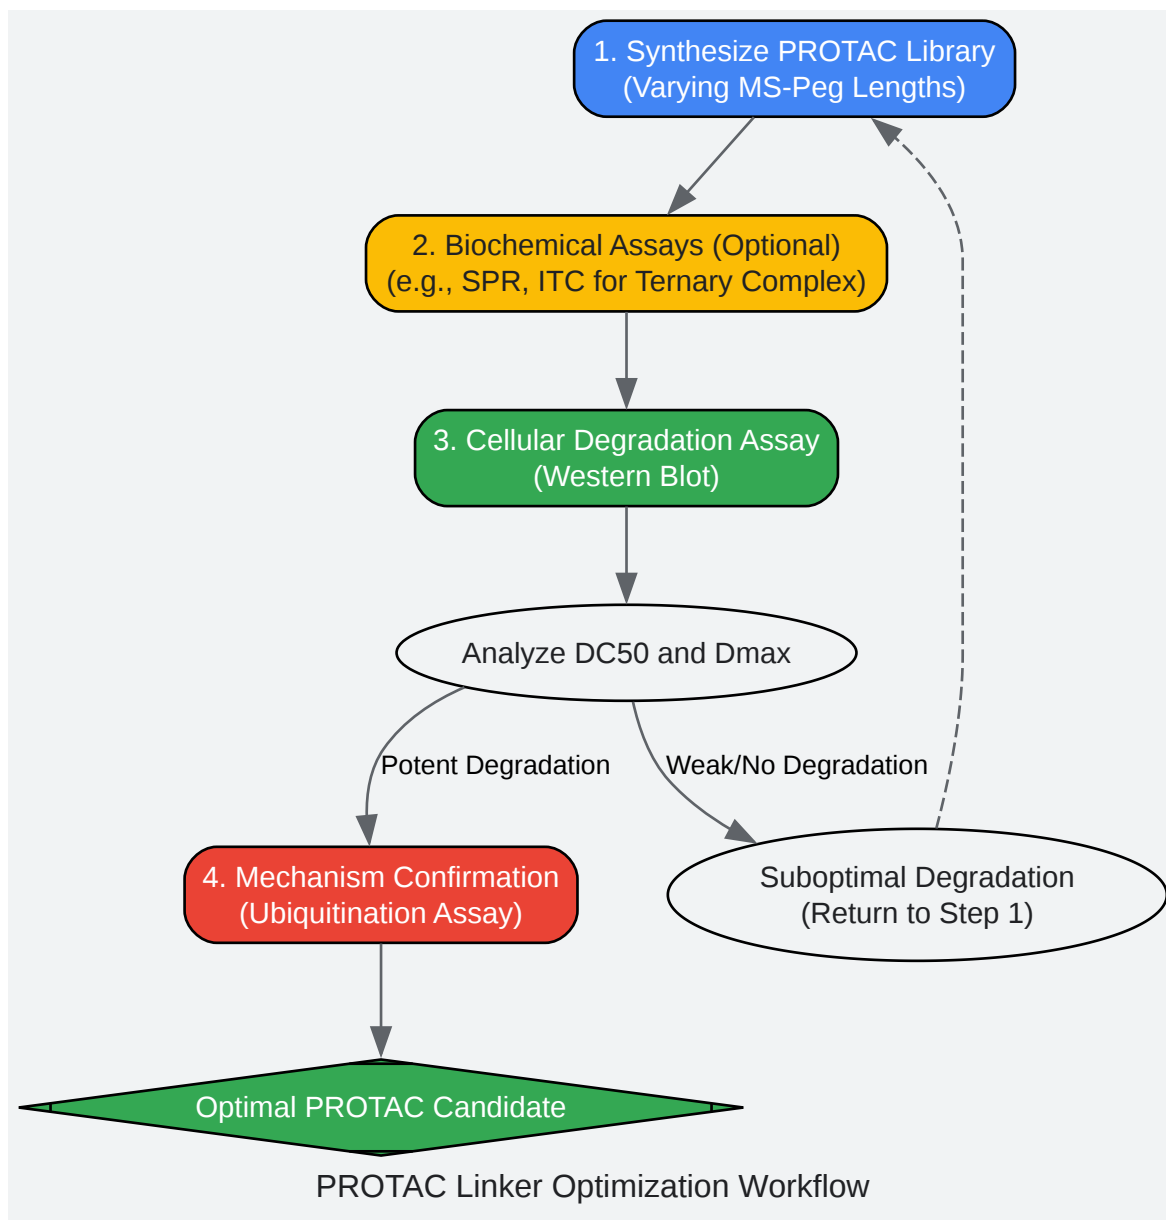 1. Synthesize PROTAC Library
(Varying MS-Peg Lengths)
2. Biochemical Assays (Optional)
(e.g., SPR, ITC for Ternary Complex)
3. Cellular Degradation Assay
(Western Blot)
Analyze DC50 and Dmax
Potent Degradation
Weak/No Degradation
4. Mechanism Confirmation
(Ubiquitination Assay)
Suboptimal Degradation
(Return to Step 1)
Optimal PROTAC Candidate
PROTAC Linker Optimization Workflow